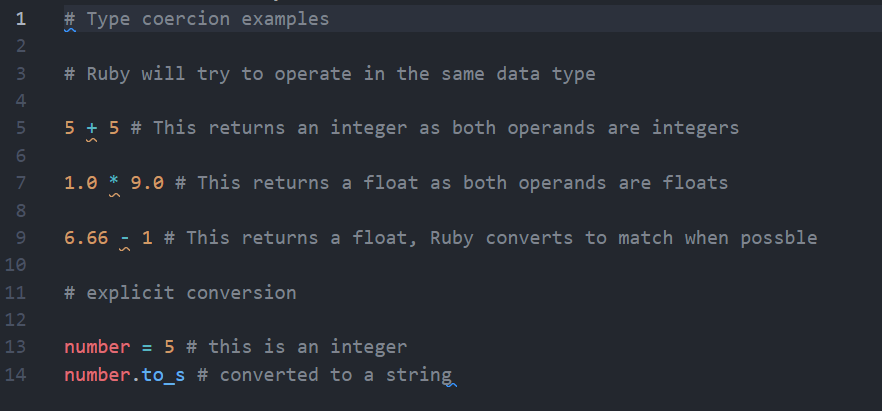 1 # Type coercion examples
2
3 # Ruby will try to operate in the same data type
4
5 5 + 5 # This returns an integer as both operands are integers
6
7 1.0 * 9.0 # This returns a float as both operands are floats
8
9 6.66 - 1 # This returns a float, Ruby converts to match when possble
10
11 # explicit conversion
12
13 number = 5 # this is an integer
14 number.to_s # converted to a string